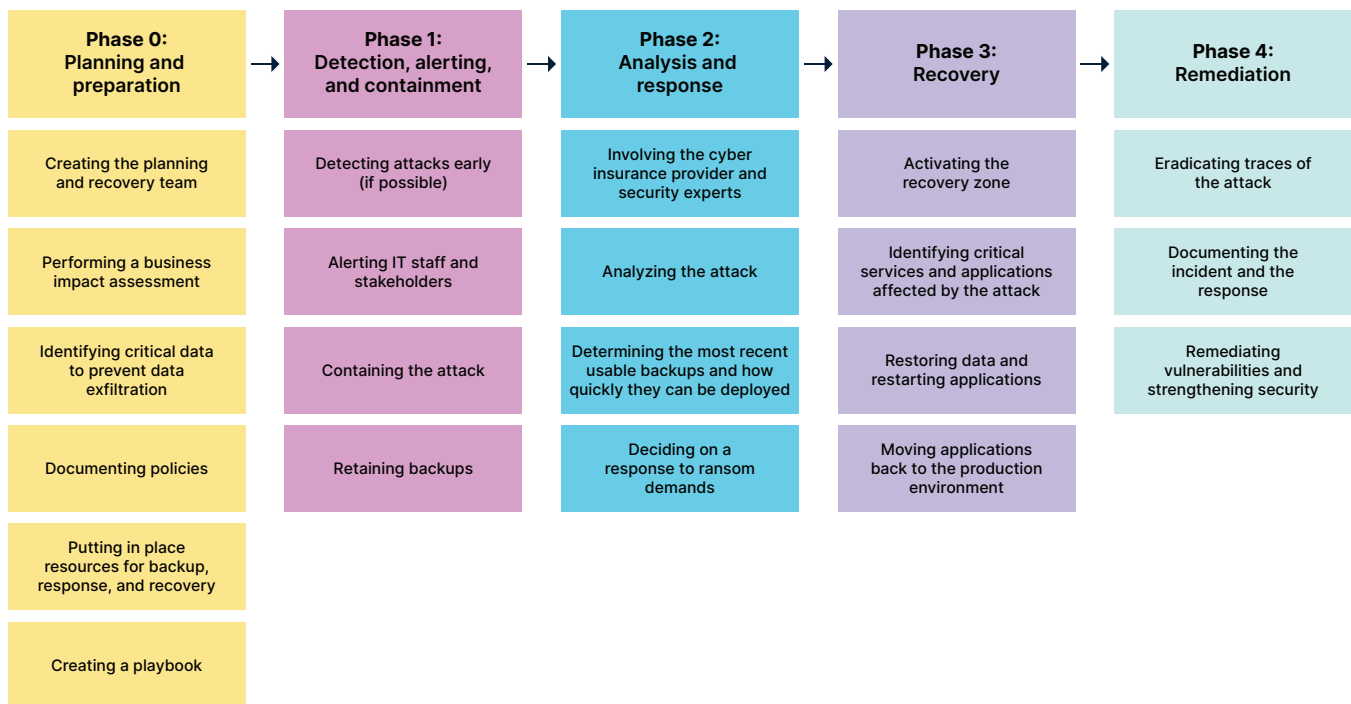 Phase 0:
Planning and
preparation
Creating the planning
and recovery team
Performing a business
impact assessment
Identifying critical data
to prevent data
exfiltration
Documenting policies
Putting in place
resources for backup,
response, and recovery
Creating a playbook
Phase 1:
Detection, alerting,
and containment
Detecting attacks early
(if possible)
Alerting IT staff and
stakeholders
Containing the attack
Retaining backups
Phase 2:
Analysis and
response
Involving the cyber
insurance provider and
security experts
Analyzing the attack
Determining the most recent
usable backups and how
quickly they can be deployed
Deciding on a
response to ransom
demands
Phase 3:
Recovery
Activating the
recovery zone
Identifying critical
services and applications
affected by the attack
Restoring data and
restarting applications
Moving applications
back to the production
environment
Phase 4:
Remediation
Eradicating traces of
the attack
Documenting the
incident and the
response
Remediating
vulnerabilities and
strengthening security